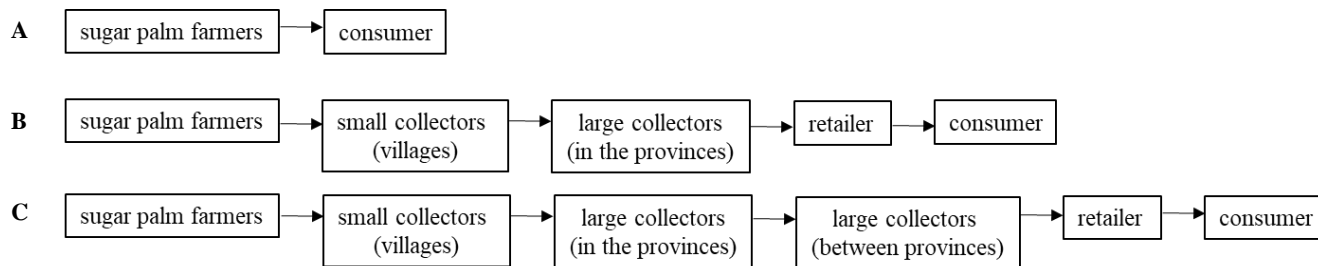 A sugar palm farmers consumer
B sugar palm farmers small collectors (villages) large collectors (in the provinces) retailer consumer
C sugar palm farmers small collectors (villages) large collectors (in the provinces) large collectors (between provinces) retailer consumer